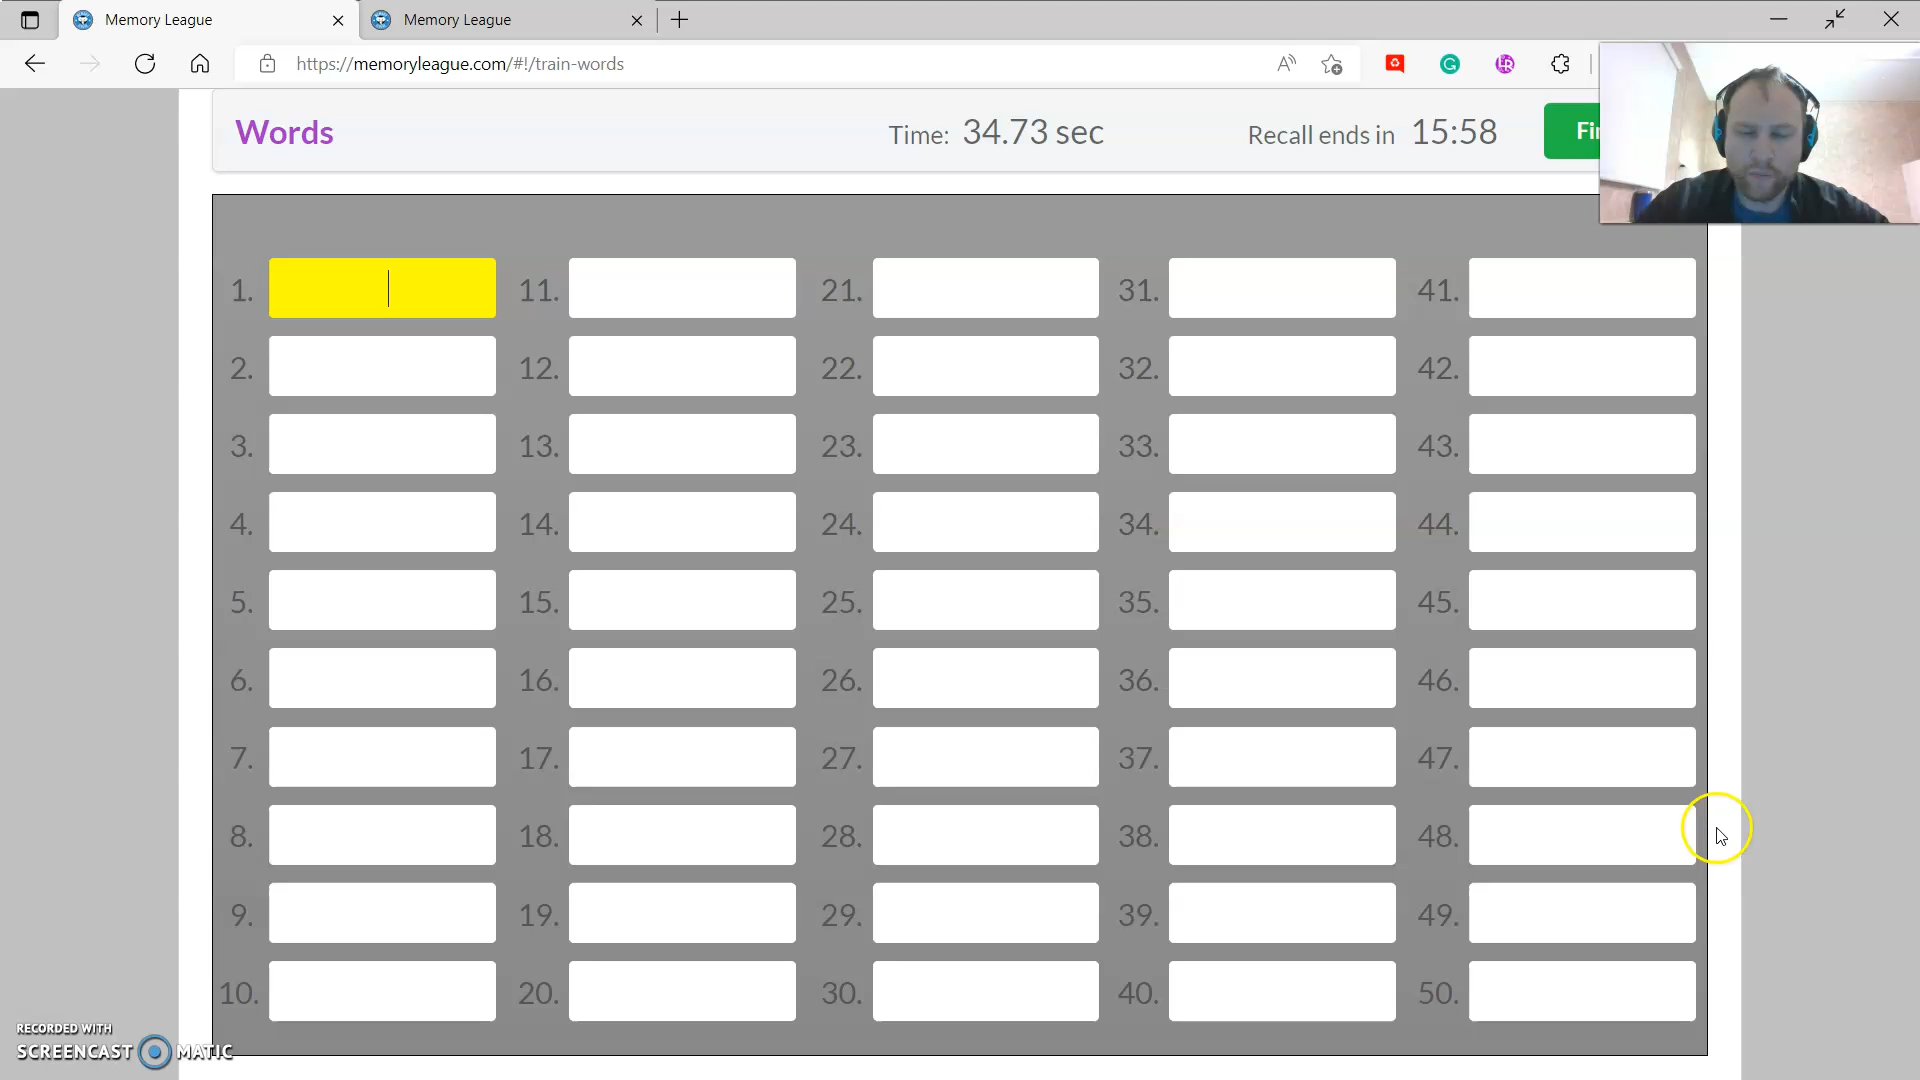 Memory League
Memory League
https://memoryleague.com/#!/train-words
Words
Time: 34.73 sec
Recall ends in 15:58
1. 11. 21. 31. 41.
2. 12. 22. 32. 42.
3. 13. 23. 33. 43.
4. 14. 24. 34. 44.
5. 15. 25. 35. 45.
6. 16. 26. 36. 46.
7. 17. 27. 37. 47.
8. 18. 28. 38. 48.
9. 19. 29. 39. 49.
10. 20. 30. 40. 50.
RECORDED WITH
SCREENCAST MATIC